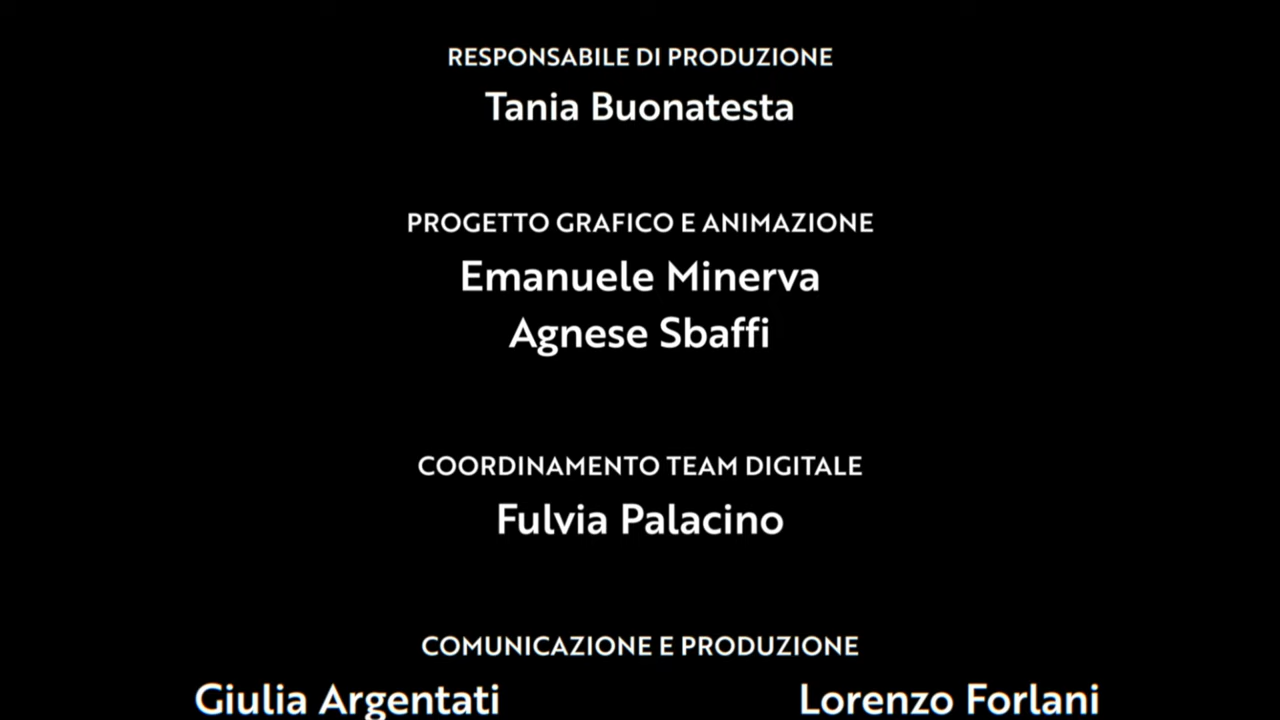 RESPONSABILE DI PRODUZIONE
Tania Buonatesta
PROGETTO GRAFICO E ANIMAZIONE
Emanuele Minerva
Agnese Sbaffi
COORDINAMENTO TEAM DIGITALE
Fulvia Palacino
COMUNICAZIONE E PRODUZIONE
Giulia Argentati Lorenzo Forlani